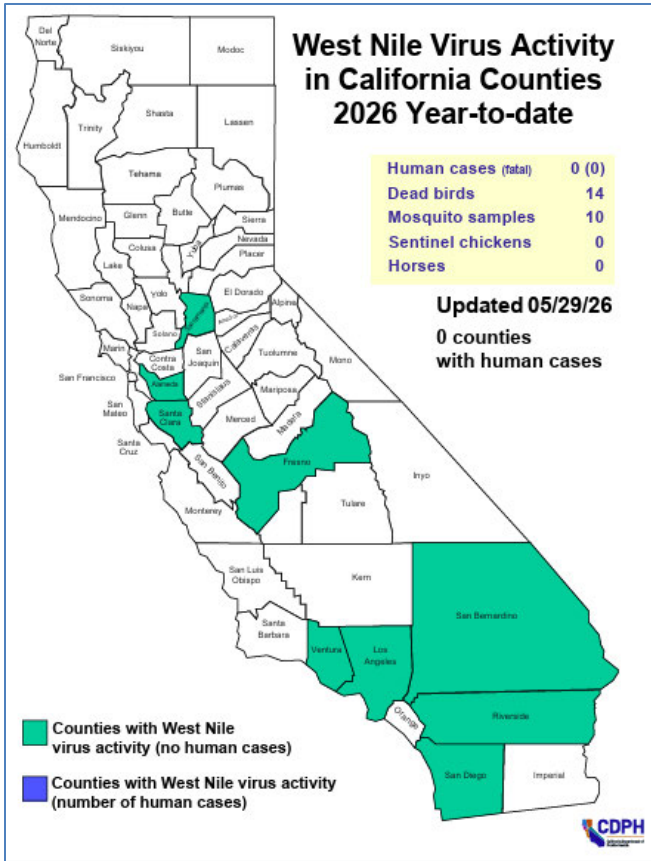 West Nile Virus Activity
in California Counties
2026 Year-to-date
Human cases (fatal) 0 (0)
Dead birds 14
Mosquito samples 10
Sentinel chickens 0
Horses 0
Updated 05/29/26
0 counties
with human cases
Del
Norte
Siskiyou
Modoc
Humboldt
Trinity
Shasta
Lassen
Tehama
Plumas
Mendocino
Glenn
Butte
Sierra
Colusa
Yuba
Nevada
Placer
Lake
Sonoma
Napa
Yolo
El Dorado
Alpine
Solano
Sacramento
Amador
Calaveras
Marin
Contra
Costa
San
Joaquin
Tuolumne
Mono
San Francisco
Alameda
Stanislaus
Mariposa
San
Mateo
Santa
Clara
Merced
Madera
Santa
Cruz
San Benito
Fresno
Inyo
Monterey
Tulare
San Luis
Obispo
Kern
San Bernardino
Santa
Barbara
Ventura
Los
Angeles
Orange
Riverside
San Diego
Imperial
Counties with West Nile
virus activity (no human cases)
Counties with West Nile virus activity
(number of human cases)
CDPH